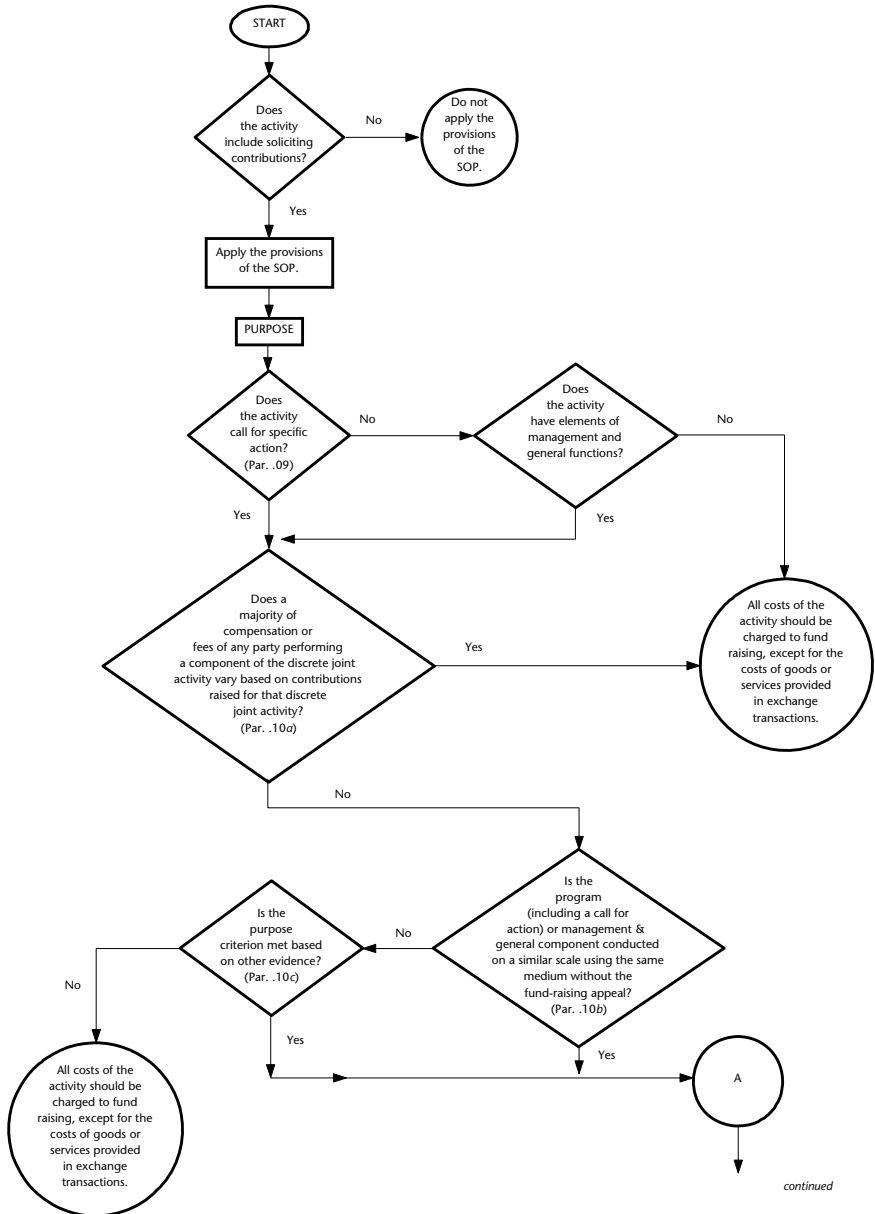 START
Does
the activity
include soliciting
contributions?
No
Do not
apply the
provisions
of the
SOP.
Yes
Apply the provisions
of the SOP.
PURPOSE
Does
the activity
call for specific
action?
(Par. .09)
No
Does
the activity
have elements of
management and
general functions?
No
Yes
Yes
Does a
majority of
compensation or
fees of any party performing
a component of the discrete joint
activity vary based on contributions
raised for that discrete
joint activity?
(Par. .10a)
Yes
All costs of the
activity should be
charged to fund
raising, except for the
costs of goods or
services provided
in exchange
transactions.
No
Is the
program
(including a call for
action) or management &
general component conducted
on a similar scale using the same
medium without the
fund-raising appeal?
(Par. .10b)
No
Is the
purpose
criterion met based
on other evidence?
(Par. .10c)
No
Yes
Yes
All costs of the
activity should be
charged to fund
raising, except for the
costs of goods or
services provided
in exchange
transactions.
A
continued